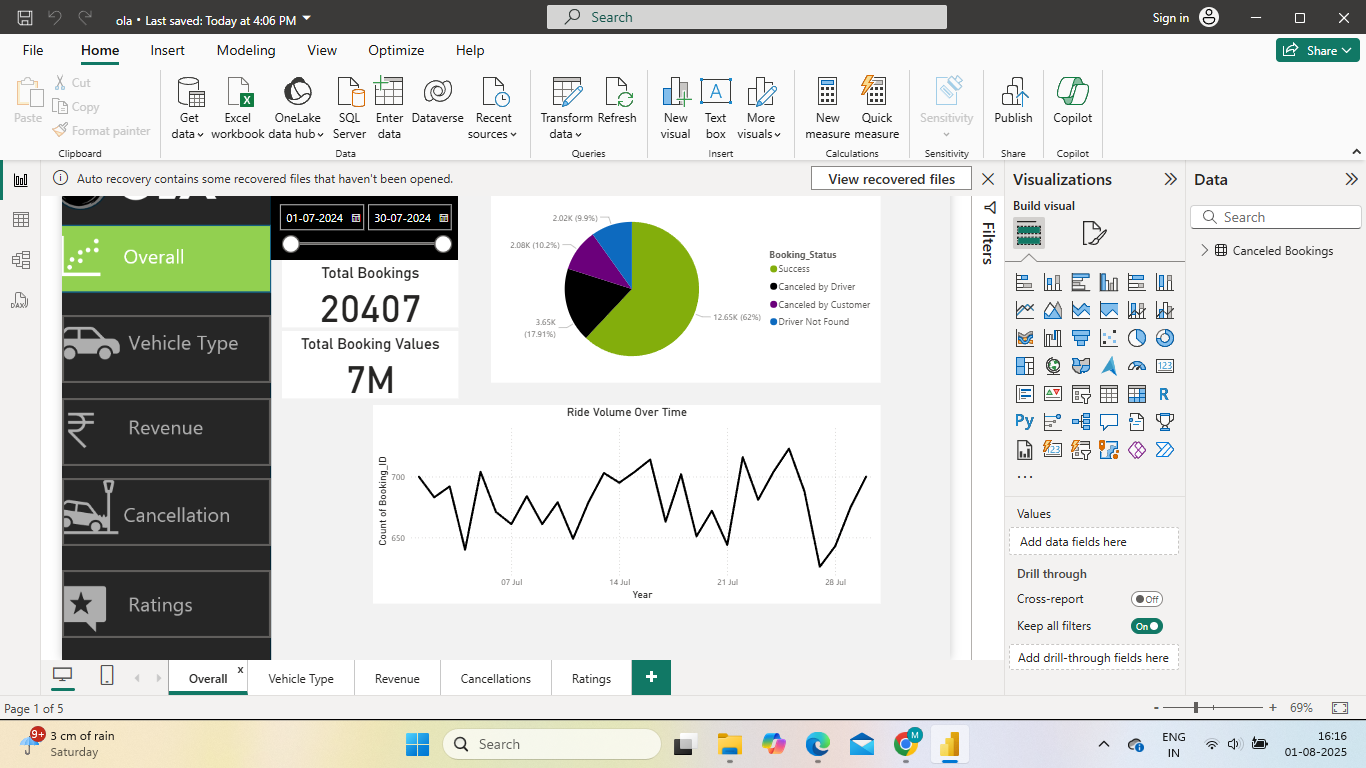 ola • Last saved: Today at 4:06 PM
Search
Sign in
File Home Insert Modeling View Optimize Help
Share
Paste
Cut
Copy
Format painter
Clipboard
Get data
Excel workbook
OneLake data hub
SQL Server
Enter data
Dataverse
Recent sources
Data
Transform data
Refresh
Queries
New visual
Text box
More visuals
Insert
New measure
Quick measure
Calculations
Sensitivity
Sensitivity
Publish
Share
Copilot
Copilot
Auto recovery contains some recovered files that haven't been opened.
View recovered files
Overall
Vehicle Type
Revenue
Cancellation
Ratings
01-07-2024
30-07-2024
Total Bookings
20407
Total Booking Values
7M
2.02K (9.9%)
2.08K (10.2%)
3.65K
(17.91%)
12.65K (62%)
Booking_Status
Success
Canceled by Driver
Canceled by Customer
Driver Not Found
Ride Volume Over Time
Count of Booking_ID
700
650
07 Jul
14 Jul
21 Jul
28 Jul
Year
Filters
Visualizations
Build visual
123
R
Py
123
...
Values
Add data fields here
Drill through
Cross-report
Off
Keep all filters
On
Add drill-through fields here
Data
Search
Canceled Bookings
Overall x
Vehicle Type
Revenue
Cancellations
Ratings
+
Page 1 of 5
- + 69%
9+
3 cm of rain
Saturday
Search
M
ENG
IN
16:16
01-08-2025